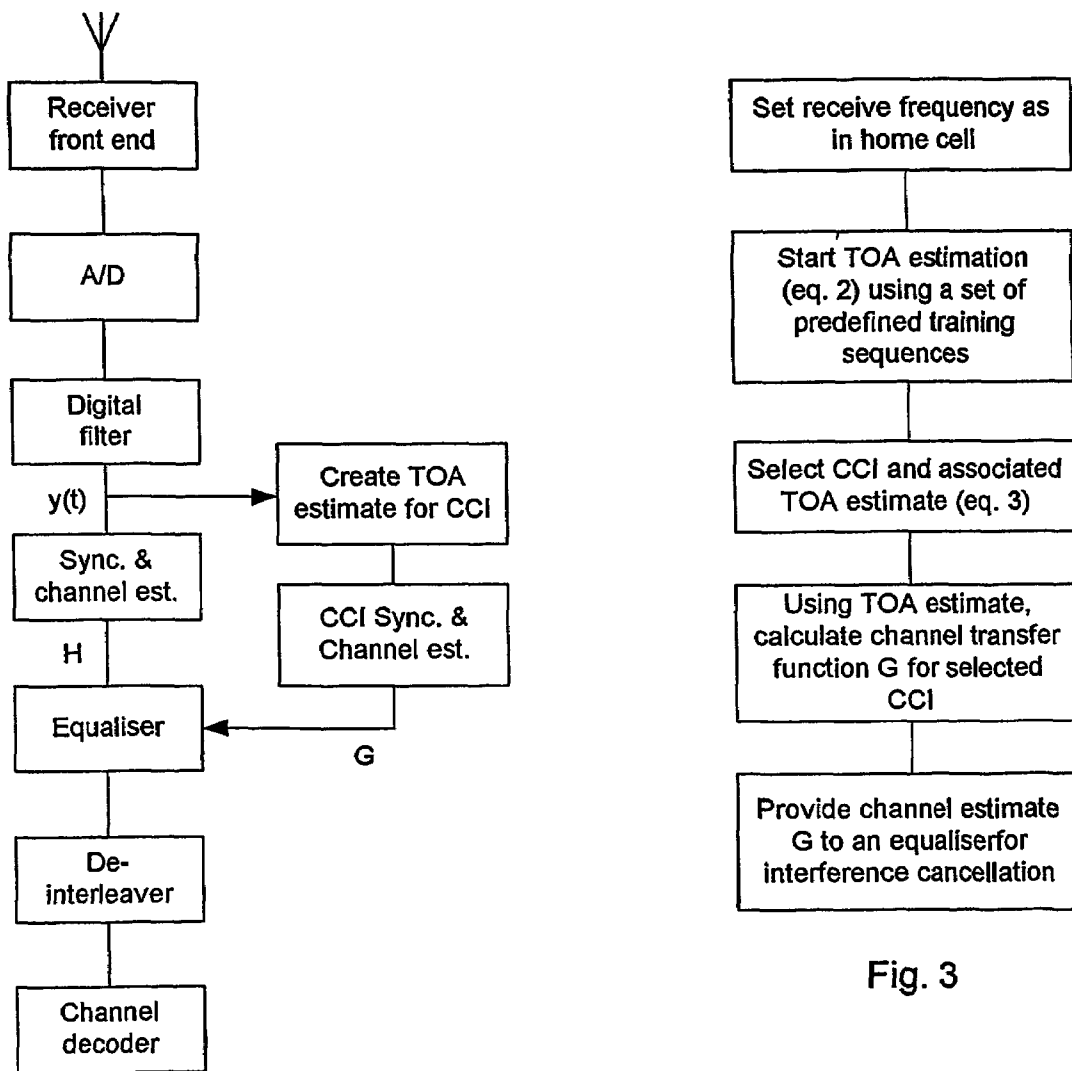 Receiver
front end
A/D
Digital
filter
y(t)
Create TOA
estimate for CCI
Sync. &
channel est.
CCI Sync. &
Channel est.
H
Equaliser
G
De-
interleaver
Channel
decoder
Set receive frequency as
in home cell
Start TOA estimation
(eq. 2) using a set of
predefined training
sequences
Select CCI and associated
TOA estimate (eq. 3)
Using TOA estimate,
calculate channel transfer
function G for selected
CCI
Provide channel estimate
G to an equaliserfor
interference cancellation
Fig. 3